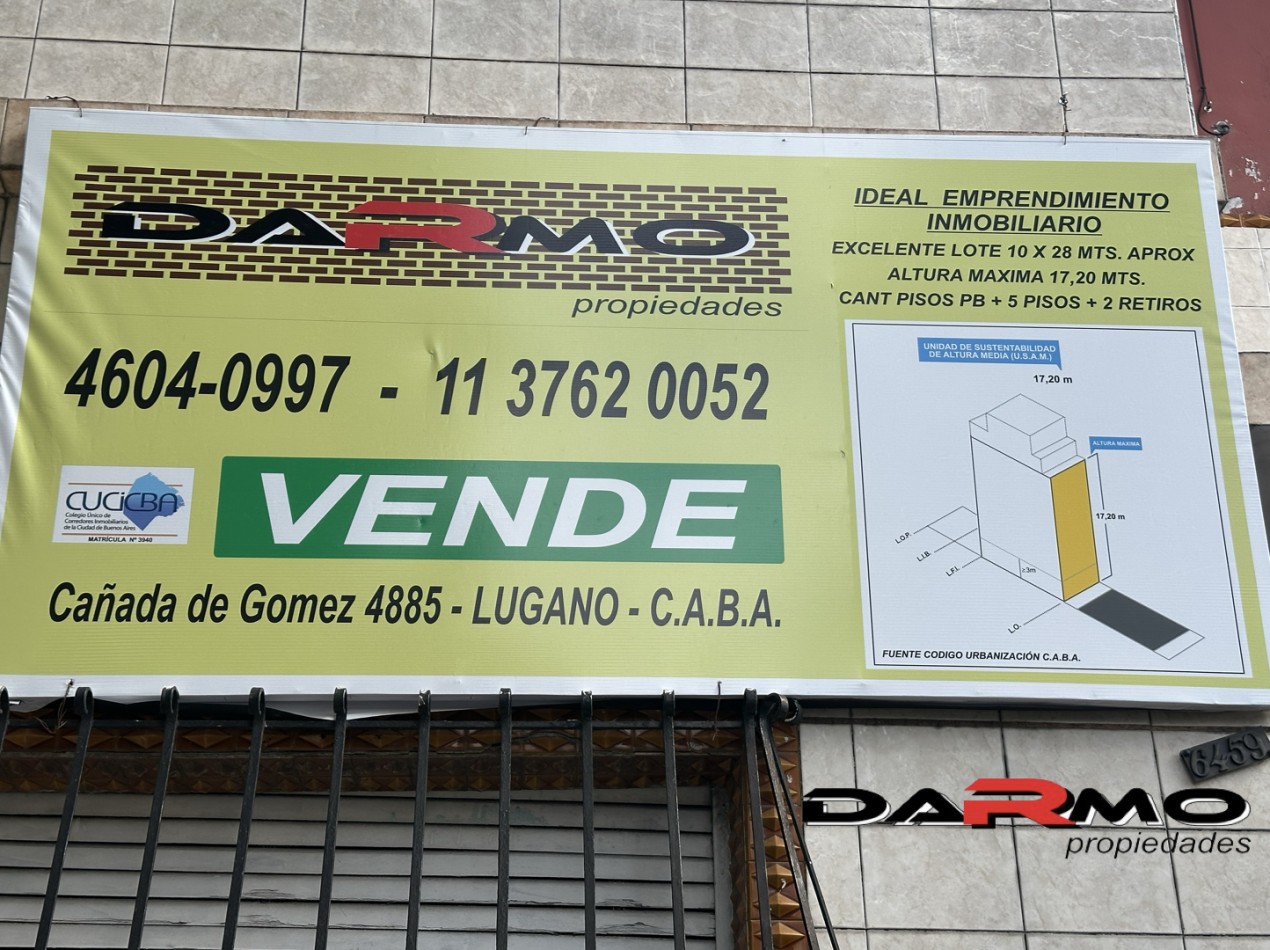 DARMO
propiedades
4604-0997 - 11 3762 0052
CUCICBA
Colegio Único de
Corredores Inmobiliarios
de la Ciudad de Buenos Aires
MATRÍCULA Nº 3940
VENDE
Cañada de Gomez 4885 - LUGANO - C.A.B.A.
IDEAL EMPRENDIMIENTO
INMOBILIARIO
EXCELENTE LOTE 10 X 28 MTS. APROX
ALTURA MAXIMA 17,20 MTS.
CANT PISOS PB + 5 PISOS + 2 RETIROS
UNIDAD DE SUSTENTABILIDAD
DE ALTURA MEDIA (U.S.A.M.)
17,20 m
ALTURA MAXIMA
17,20 m
L.O.P.
L.I.B.
L.F.I.
≥3m
L.O.
FUENTE CODIGO URBANIZACIÓN C.A.B.A.
6459
DARMO
propiedades